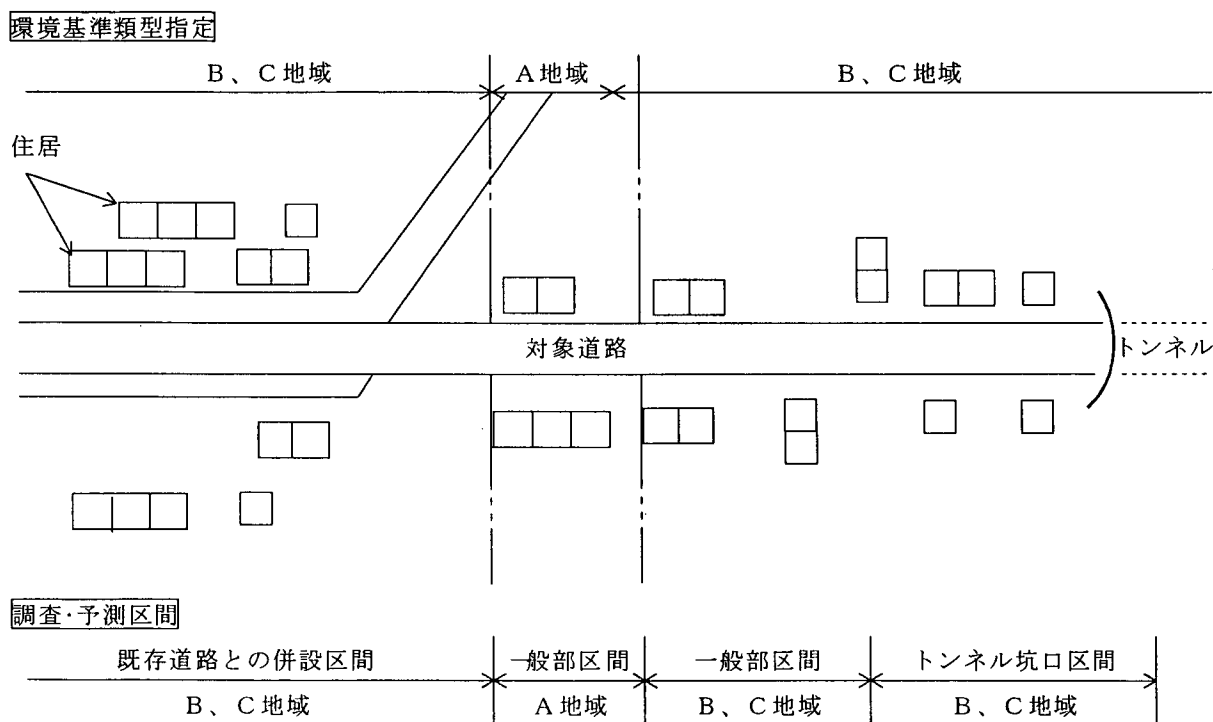 環境基準類型指定
B、C地域 A地域 B、C地域
住居
対象道路 トンネル
調査・予測区間
既存道路との併設区間 一般部区間 一般部区間 トンネル坑口区間
B、C地域 A地域 B、C地域 B、C地域